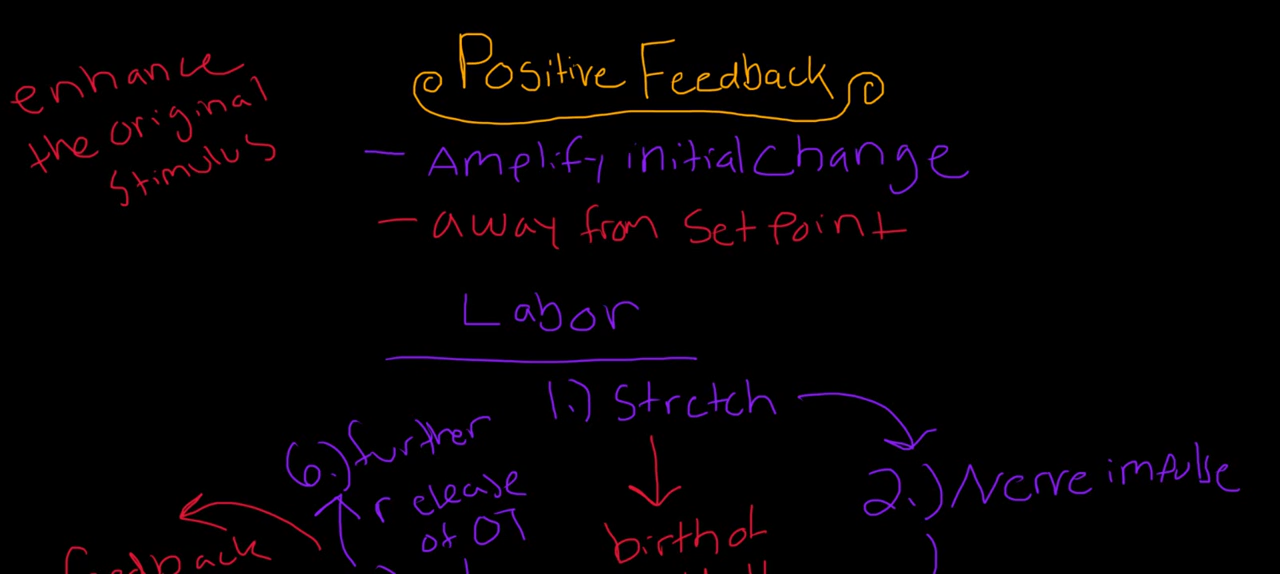 Positive Feedback
enhance
the original
stimulus
— Amplify initial change
— away from set point
Labor
1.) Stretch
2.) Nerve impulse
6.) further
release
of OT
birth of
feedback